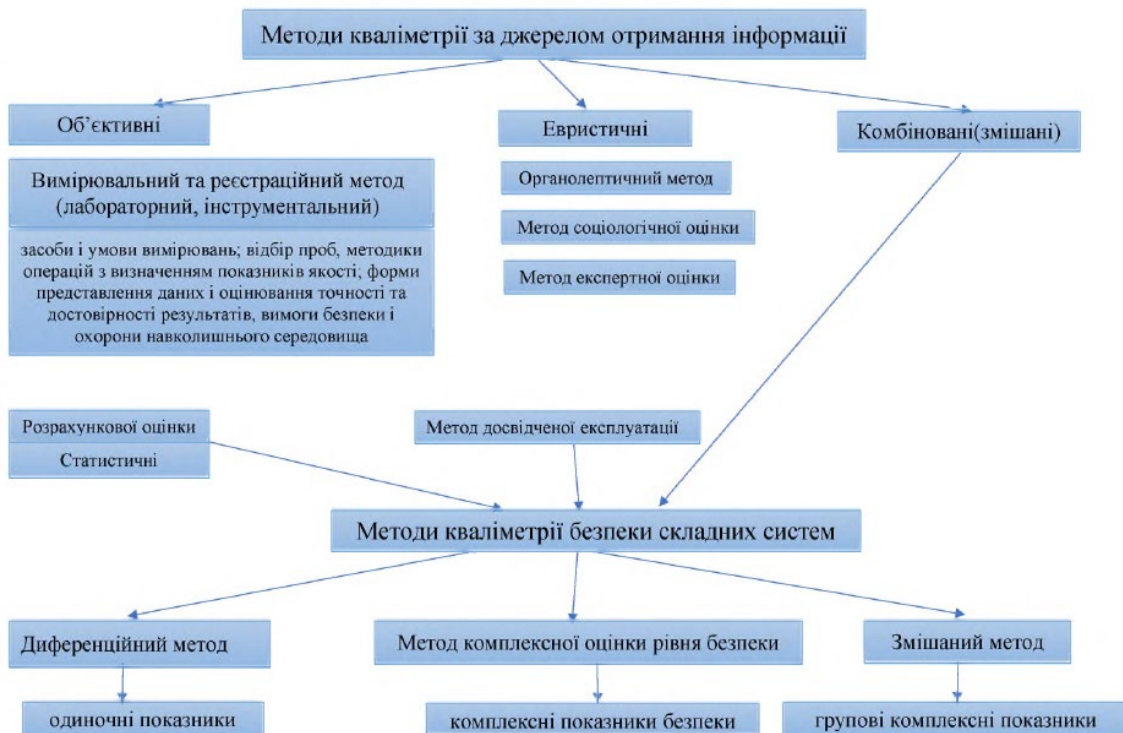 Методи кваліметрії за джерелом отримання інформації
Об’єктивні
Евристичні
Комбіновані(змішані)
Вимірювальний та реєстраційний метод
(лабораторний, інструментальний)
засоби і умови вимірювань; відбір проб, методики
операцій з визначенням показників якості; форми
представлення даних і оцінювання точності та
достовірності результатів, вимоги безпеки і
охорони навколишнього середовища
Органолептичний метод
Метод соціологічної оцінки
Метод експертної оцінки
Розрахункової оцінки
Статистичні
Метод досвідченої експлуатації
Методи кваліметрії безпеки складних систем
Диференційний метод
Метод комплексної оцінки рівня безпеки
Змішаний метод
одиночні показники
комплексні показники безпеки
групові комплексні показники